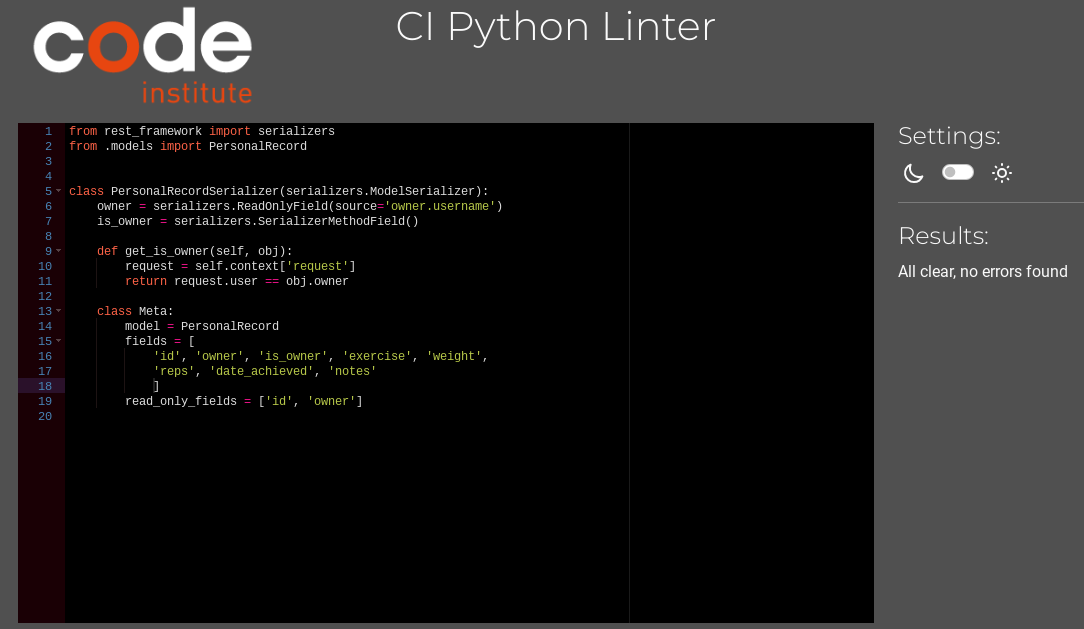 code
institute
CI Python Linter
1 from rest_framework import serializers
2 from .models import PersonalRecord
3
4
5 class PersonalRecordSerializer(serializers.ModelSerializer):
6     owner = serializers.ReadOnlyField(source='owner.username')
7     is_owner = serializers.SerializerMethodField()
8
9     def get_is_owner(self, obj):
10         request = self.context['request']
11         return request.user == obj.owner
12
13     class Meta:
14         model = PersonalRecord
15         fields = [
16             'id', 'owner', 'is_owner', 'exercise', 'weight',
17             'reps', 'date_achieved', 'notes'
18             ]
19         read_only_fields = ['id', 'owner']
20
Settings:
Results:
All clear, no errors found